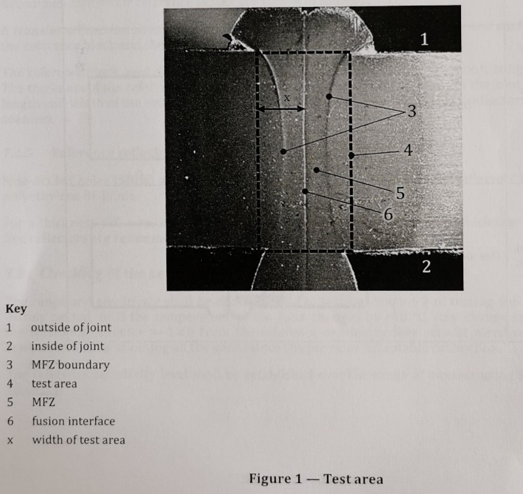 1
x
3
4
5
6
2
Key
1 outside of joint
2 inside of joint
3 MFZ boundary
4 test area
5 MFZ
6 fusion interface
x width of test area
Figure 1 — Test area